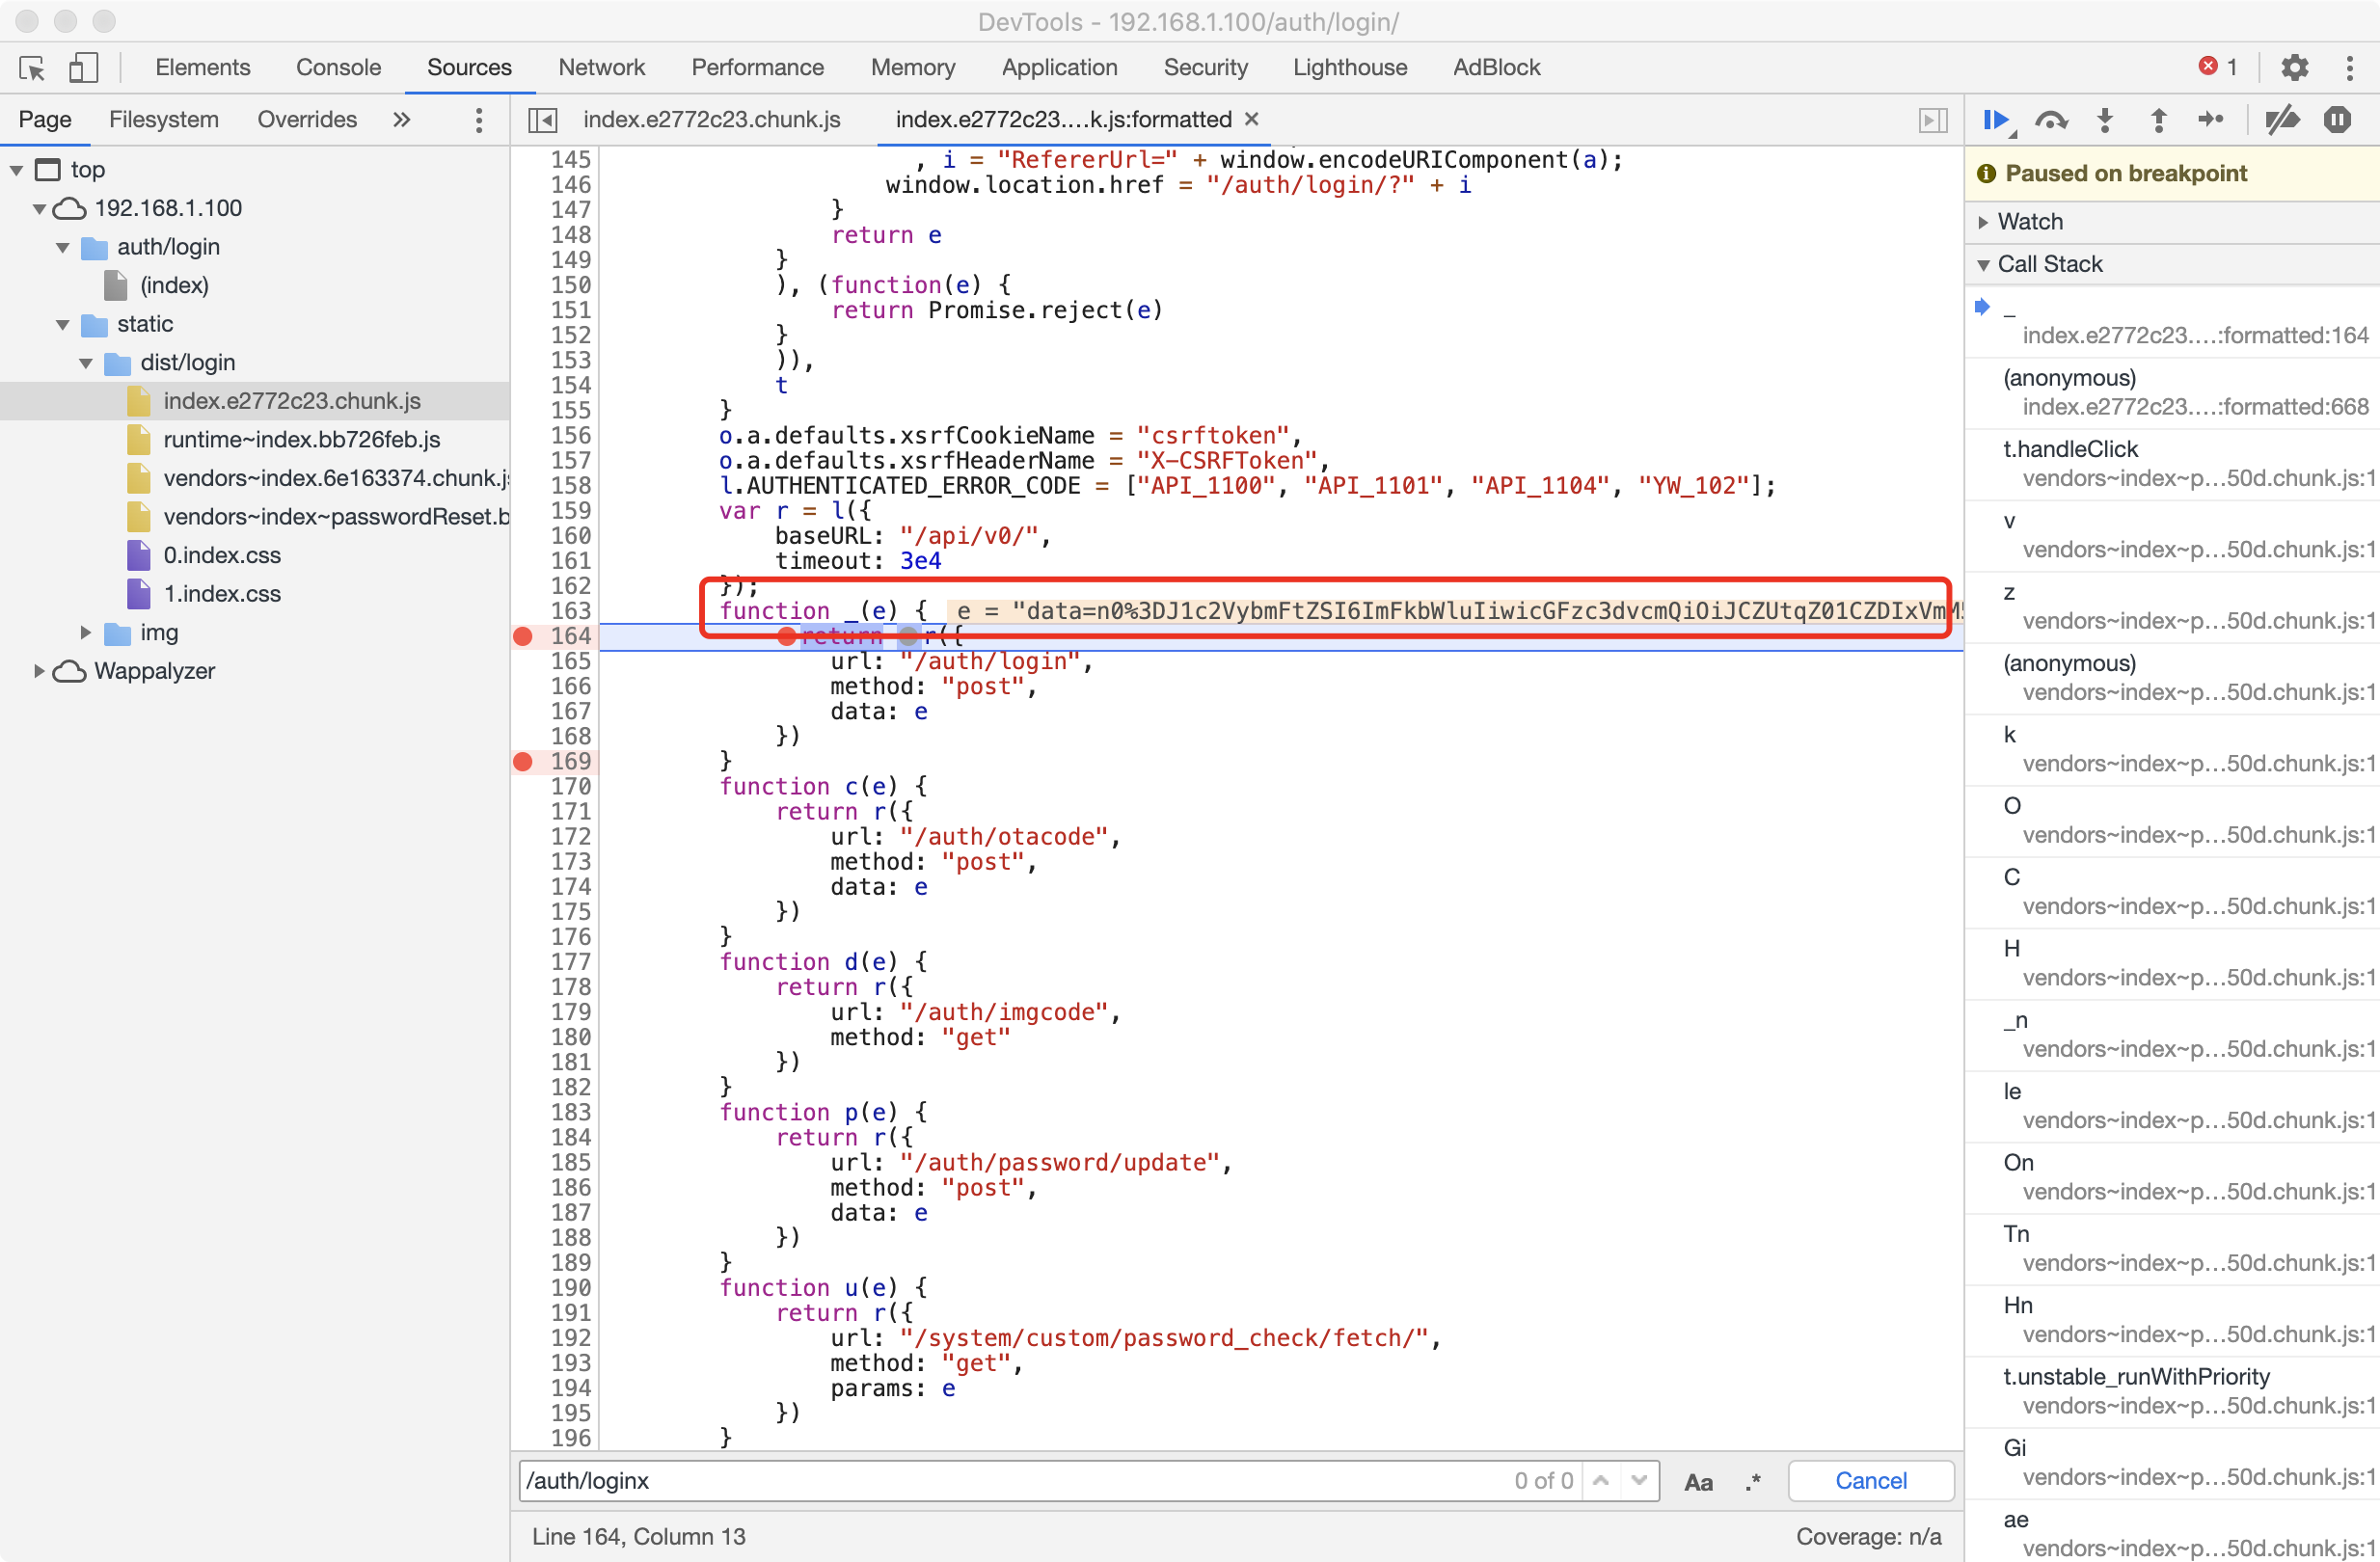 DevTools - 192.168.1.100/auth/login/
Elements Console Sources Network Performance Memory Application Security Lighthouse AdBlock 1
Page Filesystem Overrides »
top
192.168.1.100
auth/login
(index)
static
dist/login
index.e2772c23.chunk.js
runtime~index.bb726feb.js
vendors~index.6e163374.chunk.js
vendors~index~passwordReset.b
0.index.css
1.index.css
img
Wappalyzer
index.e2772c23.chunk.js index.e2772c23....k.js:formatted ×
145 , i = "RefererUrl=" + window.encodeURIComponent(a);
146 window.location.href = "/auth/login/?" + i
147 }
148 return e
149 }
150 ), (function(e) {
151 return Promise.reject(e)
152 }
153 )),
154 t
155 }
156 o.a.defaults.xsrfCookieName = "csrftoken",
157 o.a.defaults.xsrfHeaderName = "X-CSRFToken",
158 l.AUTHENTICATED_ERROR_CODE = ["API_1100", "API_1101", "API_1104", "YW_102"];
159 var r = l({
160 baseURL: "/api/v0/",
161 timeout: 3e4
162 });
163 function _(e) { e = "data=n0%3DJ1c2VybmFtZSI6ImFkbWluIiwicGFzc3dvcmQiOiJCZUtqZ01CZDIxVmM
164 return r({
165 url: "/auth/login",
166 method: "post",
167 data: e
168 })
169 }
170 function c(e) {
171 return r({
172 url: "/auth/otacode",
173 method: "post",
174 data: e
175 })
176 }
177 function d(e) {
178 return r({
179 url: "/auth/imgcode",
180 method: "get"
181 })
182 }
183 function p(e) {
184 return r({
185 url: "/auth/password/update",
186 method: "post",
187 data: e
188 })
189 }
190 function u(e) {
191 return r({
192 url: "/system/custom/password_check/fetch/",
193 method: "get",
194 params: e
195 })
196 }
/auth/loginx 0 of 0 Aa .* Cancel
Line 164, Column 13 Coverage: n/a
Paused on breakpoint
Watch
Call Stack
_
index.e2772c23....:formatted:164
(anonymous)
index.e2772c23....:formatted:668
t.handleClick
vendors~index~p...50d.chunk.js:1
v
vendors~index~p...50d.chunk.js:1
z
vendors~index~p...50d.chunk.js:1
(anonymous)
vendors~index~p...50d.chunk.js:1
k
vendors~index~p...50d.chunk.js:1
O
vendors~index~p...50d.chunk.js:1
C
vendors~index~p...50d.chunk.js:1
H
vendors~index~p...50d.chunk.js:1
_n
vendors~index~p...50d.chunk.js:1
le
vendors~index~p...50d.chunk.js:1
On
vendors~index~p...50d.chunk.js:1
Tn
vendors~index~p...50d.chunk.js:1
Hn
vendors~index~p...50d.chunk.js:1
t.unstable_runWithPriority
vendors~index~p...50d.chunk.js:1
Gi
vendors~index~p...50d.chunk.js:1
ae
vendors~index~p...50d.chunk.js:1